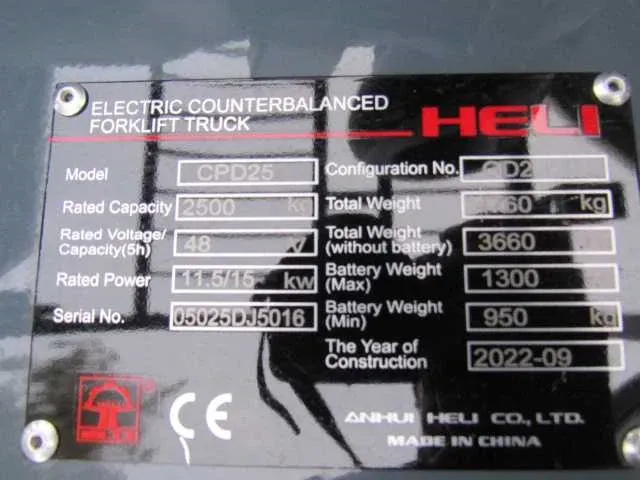 ELECTRIC COUNTERBALANCED
FORKLIFT TRUCK
HELI
Model CPD25 Configuration No.
Rated Capacity 2500 kg Total Weight kg
Rated Voltage/
Capacity(5h) 48 V Total Weight
(without battery) 3660
Rated Power 11.5/15 kw Battery Weight
(Max) 1300
Serial No. 05025DJ5016 Battery Weight
(Min) 950 kg
The Year of
Construction 2022-09
CE
ANHUI HELI CO., LTD.
MADE IN CHINA